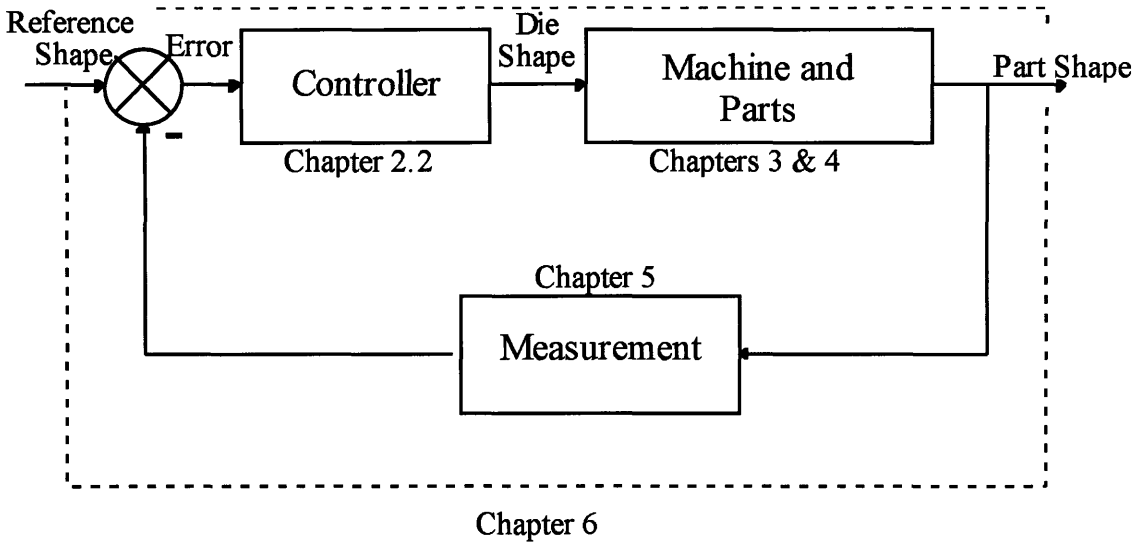 Reference
Shape
Error
Controller
Chapter 2.2
Die
Shape
Machine and
Parts
Chapters 3 & 4
Part Shape
-
Chapter 5
Measurement
Chapter 6